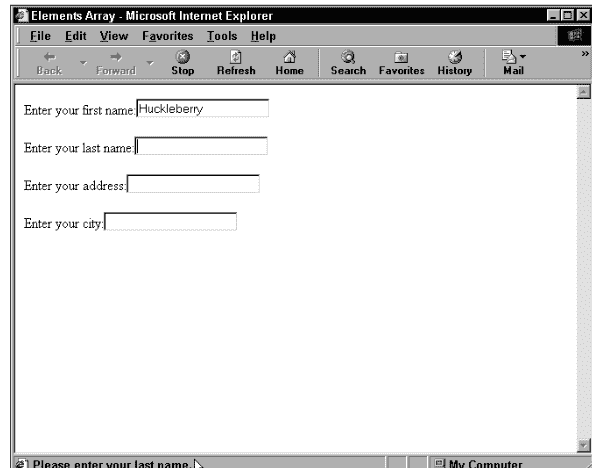 Elements Array - Microsoft Internet Explorer
File Edit View Favorites Tools Help
Back Forward Stop Refresh Home Search Favorites History Mail »
Enter your first name: Huckleberry
Enter your last name:
Enter your address:
Enter your city:
Please enter your last name. My Computer